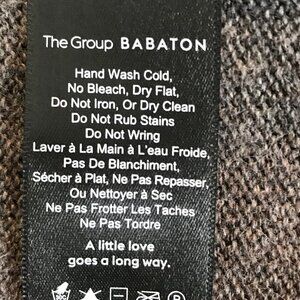 The Group BABATON
Hand Wash Cold,
No Bleach, Dry Flat,
Do Not Iron, Or Dry Clean
Do Not Rub Stains
Do Not Wring
Laver à La Main à L'eau Froide,
Pas De Blanchiment,
Sécher à Plat, Ne Pas Repasser,
Ou Nettoyer à Sec
Ne Pas Frotter Les Taches
Ne Pas Tordre
A little love
goes a long way.